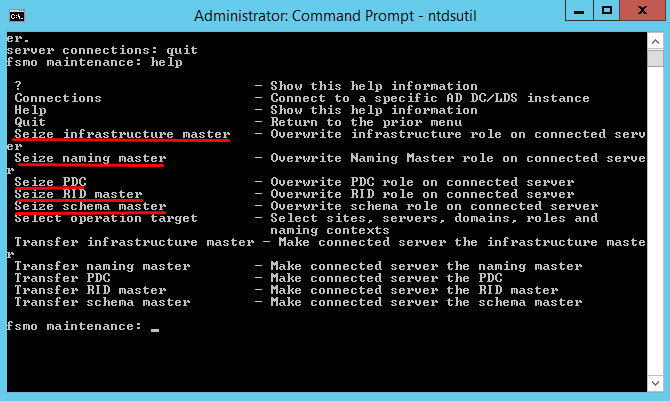 Administrator: Command Prompt - ntdsutil
er.
server connections: quit
fsmo maintenance: help
? - Show this help information
Connections - Connect to a specific AD DC/LDS instance
Help - Show this help information
Quit - Return to the prior menu
Seize infrastructure master - Overwrite infrastructure role on connected serv
er
Seize naming master - Overwrite Naming Master role on connected serve
r
Seize PDC - Overwrite PDC role on connected server
Seize RID master - Overwrite RID role on connected server
Seize schema master - Overwrite schema role on connected server
Select operation target - Select sites, servers, domains, roles and
naming contexts
Transfer infrastructure master - Make connected server the infrastructure maste
r
Transfer naming master - Make connected server the naming master
Transfer PDC - Make connected server the PDC
Transfer RID master - Make connected server the RID master
Transfer schema master - Make connected server the schema master
fsmo maintenance: _